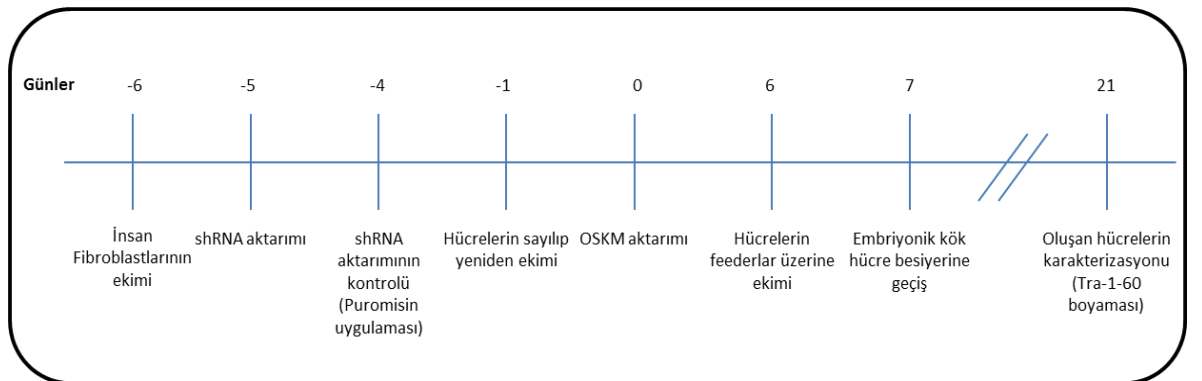 Günler -6 -5 -4 -1 0 6 7 21
İnsan
Fibroblastlarının
ekimi
shRNA aktarımı
shRNA
aktarımının
kontrolü
(Puromisin
uygulaması)
Hücrelerin sayılıp
yeniden ekimi
OSKM aktarımı
Hücrelerin
feederlar üzerine
ekimi
Embriyonik kök
hücre besiyerine
geçiş
Oluşan hücrelerin
karakterizasyonu
(Tra-1-60
boyaması)